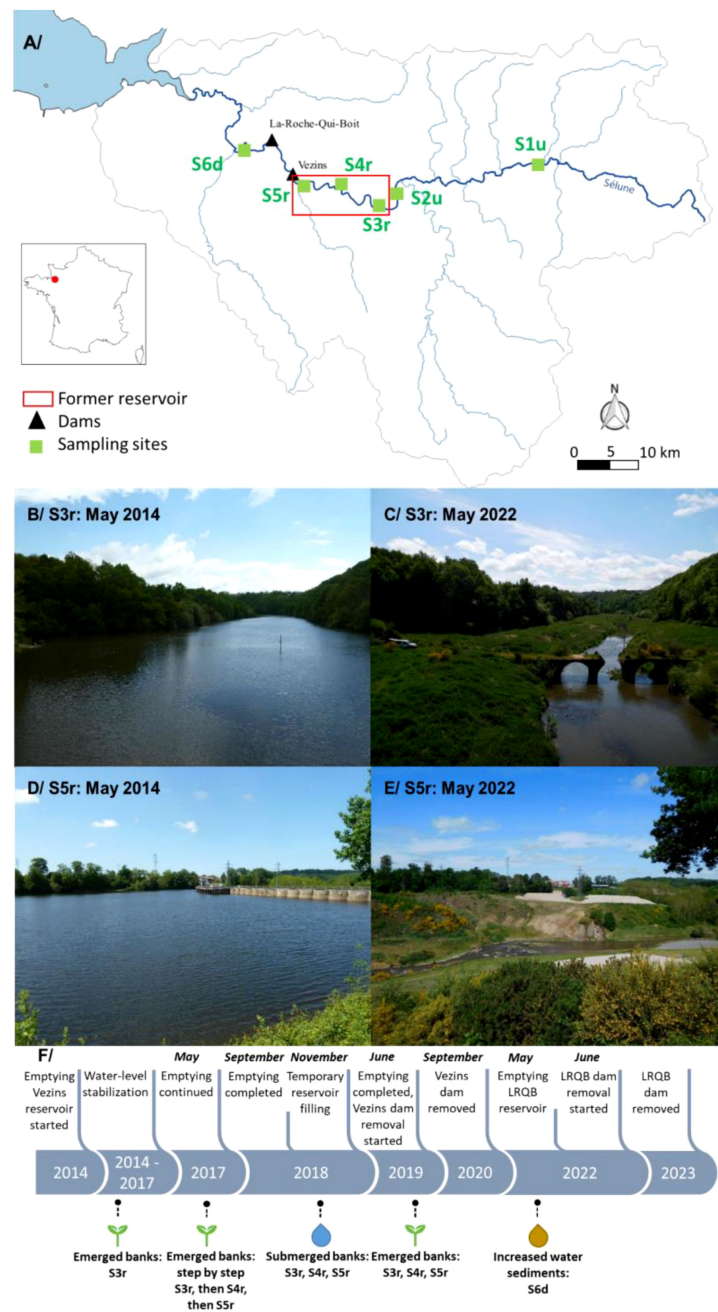 A/
La-Roche-Qui-Boit
S1u
Vezins
S6d
S4r
S5r
S2u
Sélune
S3r
Former reservoir
Dams
Sampling sites
N
0 5 10 km
B/ S3r: May 2014
C/ S3r: May 2022
D/ S5r: May 2014
E/ S5r: May 2022
F/
May September November June September May June
Emptying Water-level Emptying Emptying Temporary Emptying Vezins Emptying LRQB dam LRQB
Vezins stabilization continued completed reservoir completed, dam LRQB removal dam
reservoir filling Vezins dam removed reservoir started removed
started removal
started
2014 2014 - 2017 2018 2019 2020 2022 2023
2017
Emerged banks: Emerged banks: Submerged banks: Emerged banks: Increased water
S3r step by step S3r, S4r, S5r S3r, S4r, S5r sediments:
S3r, then S4r, S6d
then S5r